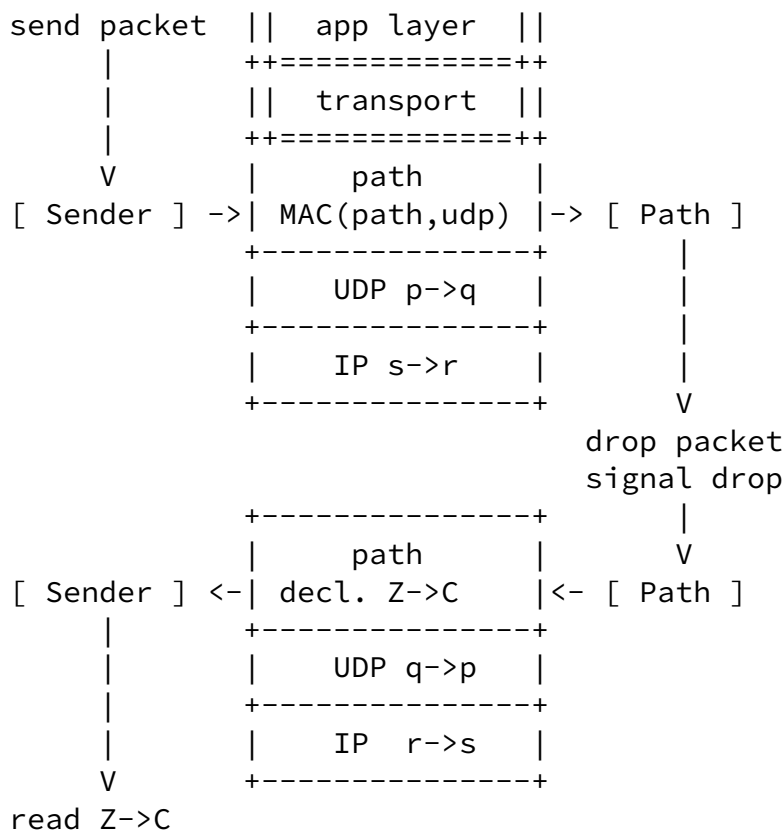 send packet  ||  app layer  ||
     |       ++=============++
     |       ||  transport  ||
     |       ++=============++
     V       |     path      |
[ Sender ] ->| MAC(path,udp) |-> [ Path ]
             +---------------+       |
             |    UDP p->q   |       |
             +---------------+       |
             |    IP s->r    |       |
             +---------------+       V
                               drop packet
                               signal drop
             +---------------+       |
             |     path      |       V
[ Sender ] <-| decl. Z->C    |<- [ Path ]
     |       +---------------+
     |       |    UDP q->p   |
     |       +---------------+
     |       |    IP  r->s   |
     V       +---------------+
read Z->C